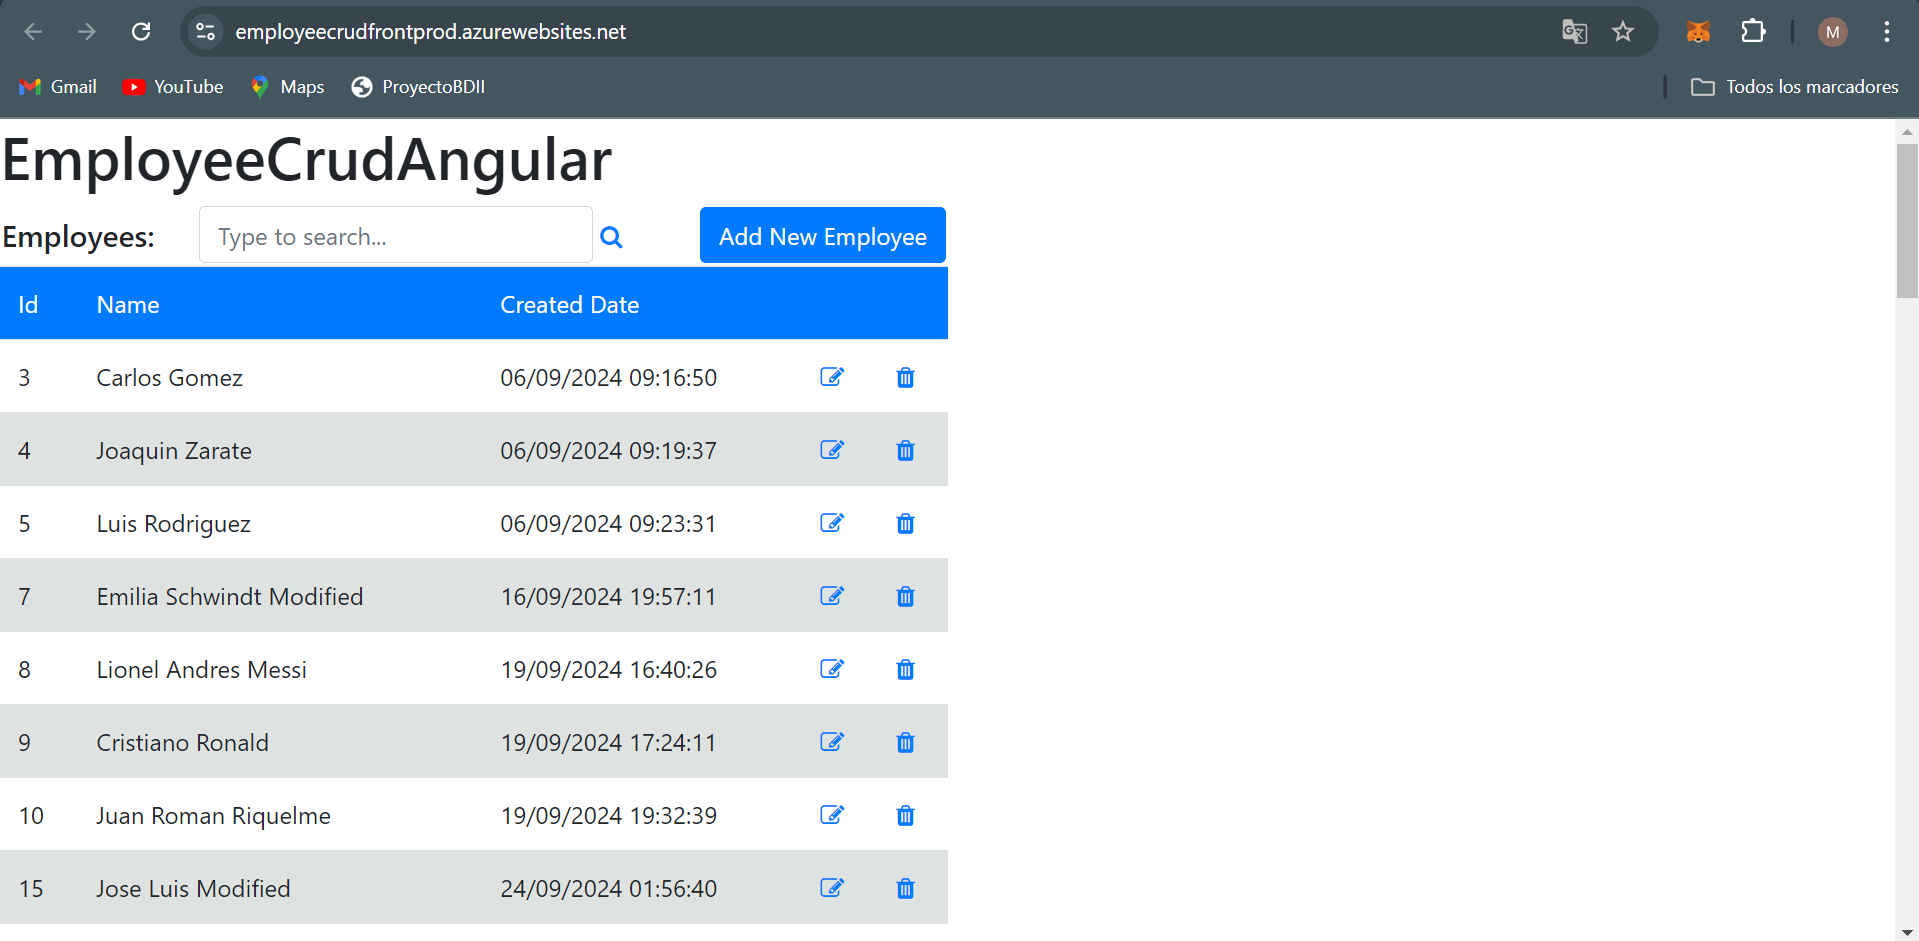 employeecrudfrontprod.azurewebsites.net
M
Gmail YouTube Maps ProyectoBDII Todos los marcadores
EmployeeCrudAngular
Employees: Type to search... Add New Employee
Id Name Created Date
3 Carlos Gomez 06/09/2024 09:16:50
4 Joaquin Zarate 06/09/2024 09:19:37
5 Luis Rodriguez 06/09/2024 09:23:31
7 Emilia Schwindt Modified 16/09/2024 19:57:11
8 Lionel Andres Messi 19/09/2024 16:40:26
9 Cristiano Ronald 19/09/2024 17:24:11
10 Juan Roman Riquelme 19/09/2024 19:32:39
15 Jose Luis Modified 24/09/2024 01:56:40